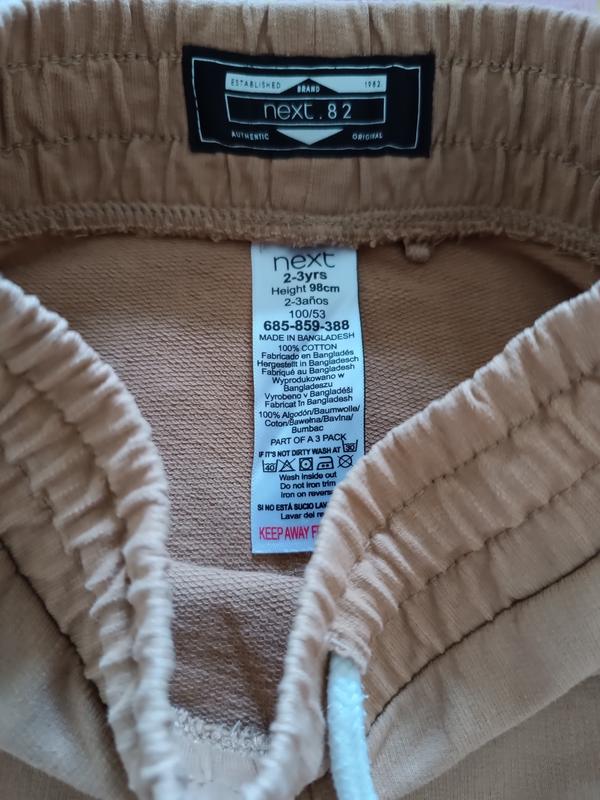 ESTABLISHED BRAND 1982
next.82
AUTHENTIC ORIGINAL
next
2-3yrs
Height 98cm
2-3años
100/53
685-859-388
MADE IN BANGLADESH
100% COTTON
Fabricado en Bangladés
Hergestellt in Bangladesch
Fabriqué au Bangladesh
Wyprodukowano w
Bangladeszu
Vyrobeno v Bangladéši
Fabricat în Bangladesh
100% Algodón/Baumwolle/
Coton/Bawełna/Bavlna/
Bumbac
PART OF A 3 PACK
IF IT'S NOT DIRTY WASH AT 30
40
Wash inside out
Do not iron trim
Iron on reverse
SI NO ESTÁ SUCIO
Lavar del
KEEP AWAY